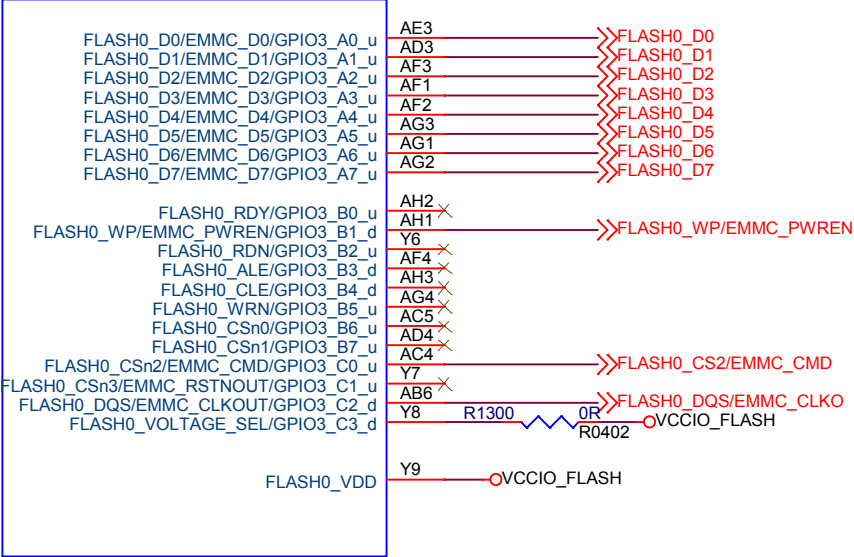 FLASH0_D0/EMMC_D0/GPIO3_A0_u AE3 FLASH0_D0
FLASH0_D1/EMMC_D1/GPIO3_A1_u AD3 FLASH0_D1
FLASH0_D2/EMMC_D2/GPIO3_A2_u AF3 FLASH0_D2
FLASH0_D3/EMMC_D3/GPIO3_A3_u AF1 FLASH0_D3
FLASH0_D4/EMMC_D4/GPIO3_A4_u AF2 FLASH0_D4
FLASH0_D5/EMMC_D5/GPIO3_A5_u AG3 FLASH0_D5
FLASH0_D6/EMMC_D6/GPIO3_A6_u AG1 FLASH0_D6
FLASH0_D7/EMMC_D7/GPIO3_A7_u AG2 FLASH0_D7
FLASH0_RDY/GPIO3_B0_u AH2
FLASH0_WP/EMMC_PWREN/GPIO3_B1_d AH1 FLASH0_WP/EMMC_PWREN
FLASH0_RDN/GPIO3_B2_u Y6
FLASH0_ALE/GPIO3_B3_d AF4
FLASH0_CLE/GPIO3_B4_d AH3
FLASH0_WRN/GPIO3_B5_u AG4
FLASH0_CSn0/GPIO3_B6_u AC5
FLASH0_CSn1/GPIO3_B7_u AD4
FLASH0_CSn2/EMMC_CMD/GPIO3_C0_u AC4 FLASH0_CS2/EMMC_CMD
FLASH0_CSn3/EMMC_RSTNOUT/GPIO3_C1_u Y7
FLASH0_DQS/EMMC_CLKOUT/GPIO3_C2_d AB6 FLASH0_DQS/EMMC_CLKO
FLASH0_VOLTAGE_SEL/GPIO3_C3_d Y8 R1300 0R VCCIO_FLASH
R0402
FLASH0_VDD Y9 VCCIO_FLASH